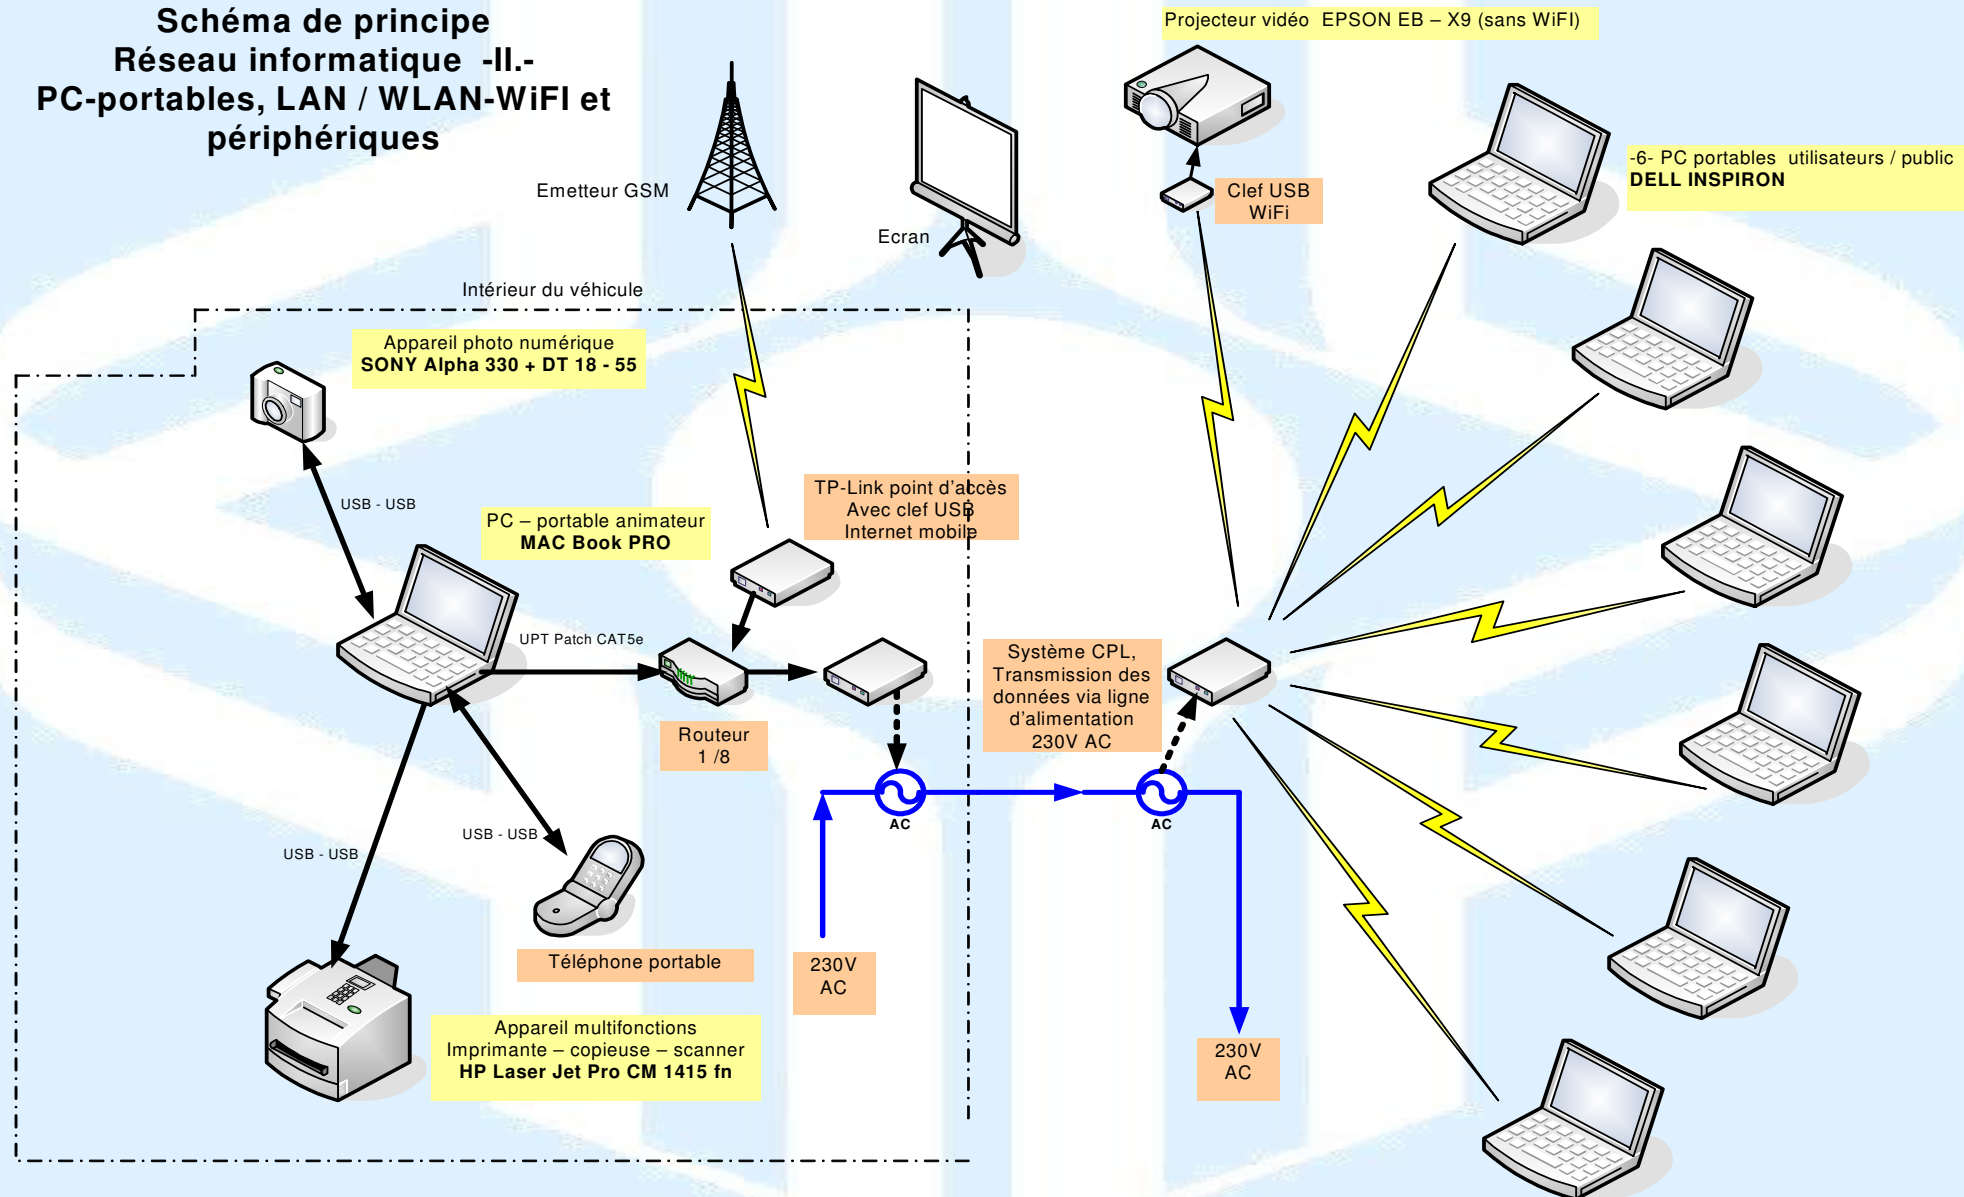 Schéma de principe
Réseau informatique -II.-
PC-portables, LAN / WLAN-WiFI et
périphériques
Projecteur vidéo EPSON EB – X9 (sans WiFI)
-6- PC portables utilisateurs / public
DELL INSPIRON
Emetteur GSM
Clef USB
WiFi
Ecran
Intérieur du véhicule
Appareil photo numérique
SONY Alpha 330 + DT 18 - 55
USB - USB
TP-Link point d'accès
Avec clef USB
Internet mobile
PC – portable animateur
MAC Book PRO
UPT Patch CAT5e
Système CPL,
Transmission des
données via ligne
d'alimentation
230V AC
Routeur
1 /8
AC
AC
USB - USB
USB - USB
Téléphone portable
230V
AC
Appareil multifonctions
Imprimante – copieuse – scanner
HP Laser Jet Pro CM 1415 fn
230V
AC